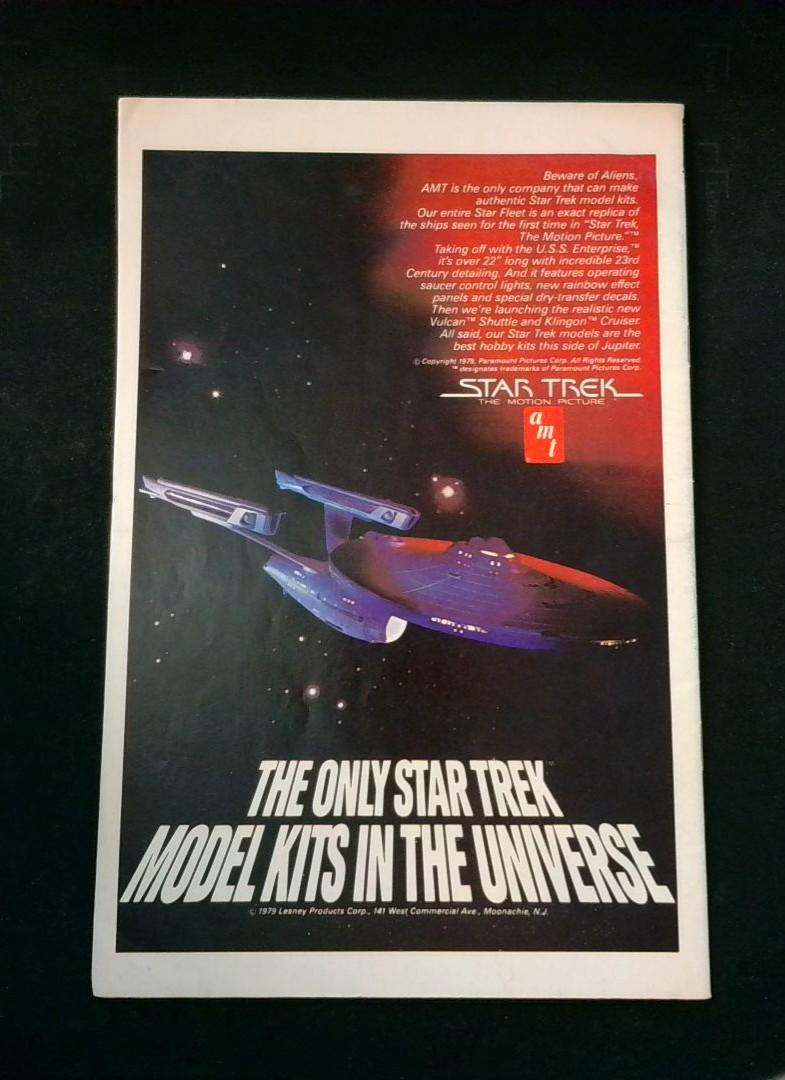 Beware of Aliens,
AMT is the only company that can make
authentic Star Trek model kits.
Our entire Star Fleet is an exact replica of
the ships seen for the first time in "Star Trek,
The Motion Picture."™
Taking off with the U.S.S. Enterprise,™
it's over 22" long with incredible 23rd
Century detailing. And it features operating
saucer control lights, new rainbow effect
panels and special dry-transfer decals.
Then we're launching the realistic new
Vulcan™ Shuttle and Klingon™ Cruiser.
All said, our Star Trek models are the
best hobby kits this side of Jupiter.
© Copyright 1979, Paramount Pictures Corp. All Rights Reserved.
™ designates trademarks of Paramount Pictures Corp.
STAR TREK
THE MOTION PICTURE™
amt
THE ONLY STAR TREK™
MODEL KITS IN THE UNIVERSE
© 1979 Lesney Products Corp., 141 West Commercial Ave., Moonachie, N.J.